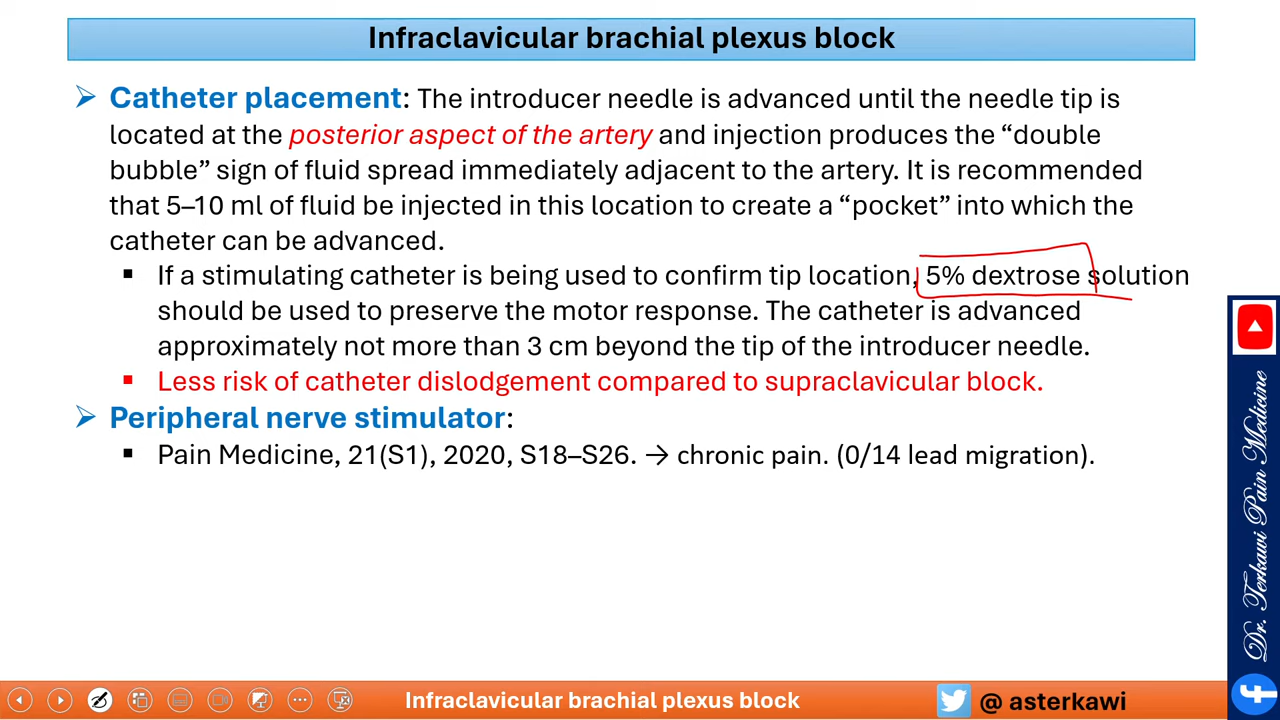 Infraclavicular brachial plexus block
➢ Catheter placement: The introducer needle is advanced until the needle tip is
located at the posterior aspect of the artery and injection produces the “double
bubble” sign of fluid spread immediately adjacent to the artery. It is recommended
that 5–10 ml of fluid be injected in this location to create a “pocket” into which the
catheter can be advanced.
▪ If a stimulating catheter is being used to confirm tip location, 5% dextrose solution
should be used to preserve the motor response. The catheter is advanced
approximately not more than 3 cm beyond the tip of the introducer needle.
▪ Less risk of catheter dislodgement compared to supraclavicular block.
➢ Peripheral nerve stimulator:
▪ Pain Medicine, 21(S1), 2020, S18–S26. → chronic pain. (0/14 lead migration).
Dr. Terkawi Pain Medicine
Infraclavicular brachial plexus block
@ asterkawi